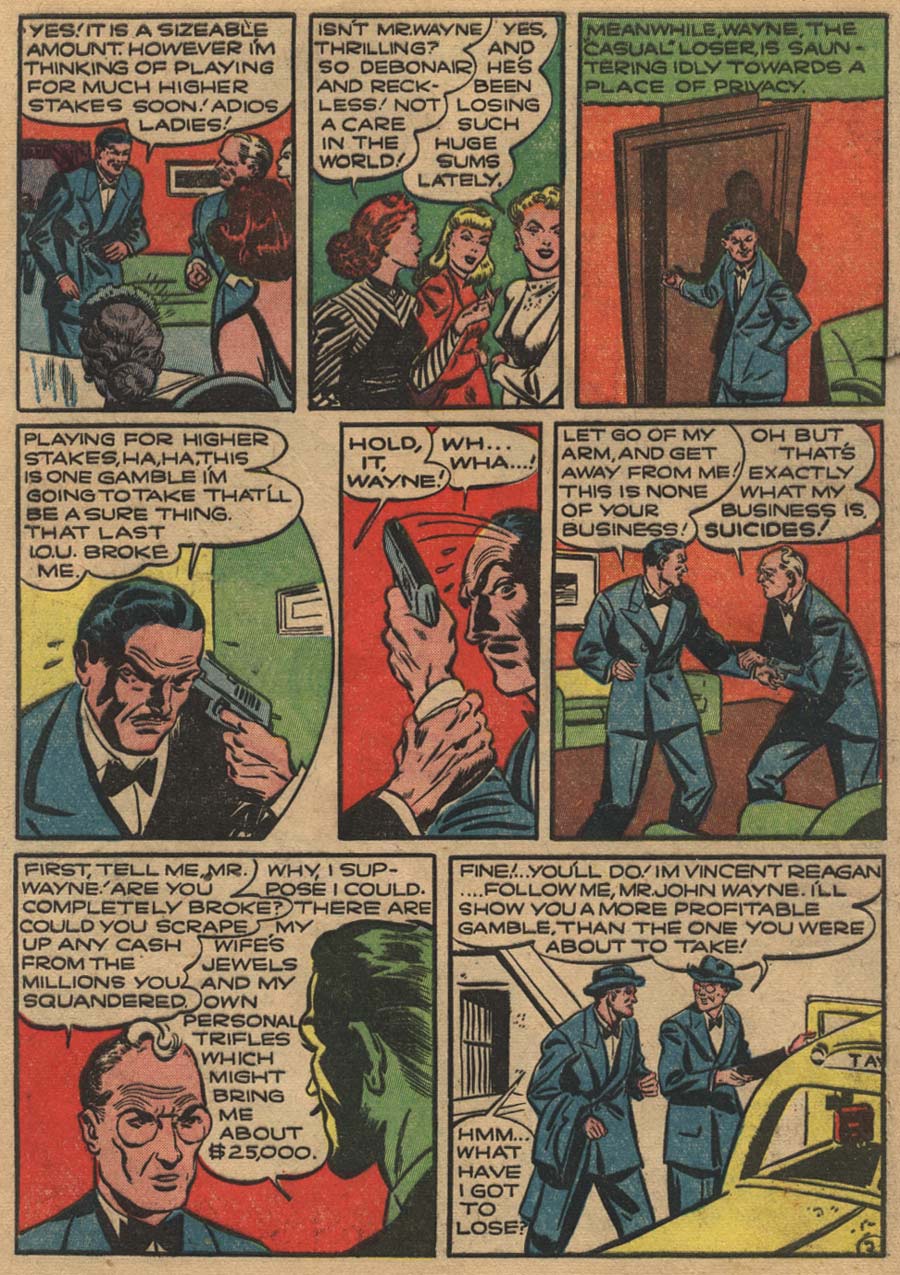 YES! IT IS A SIZEABLE
AMOUNT. HOWEVER I'M
THINKING OF PLAYING
FOR MUCH HIGHER
STAKES SOON! ADIOS
LADIES!
ISN'T MR. WAYNE
THRILLING?
SO DEBONAIR
AND RECK-
LESS! NOT
A CARE
IN THE
WORLD!
YES,
AND
HE'S
BEEN
LOSING
SUCH
HUGE
SUMS
LATELY.
MEANWHILE, WAYNE, THE
"CASUAL" LOSER, IS SAUN-
TERING IDLY TOWARDS A
PLACE OF PRIVACY.
PLAYING FOR HIGHER
STAKES, HA, HA, THIS
IS ONE GAMBLE I'M
GOING TO TAKE THAT'LL
BE A SURE THING.
THAT LAST
I.O.U. BROKE
ME.
HOLD,
IT,
WAYNE!
WH...
WHA...!
LET GO OF MY
ARM, AND GET
AWAY FROM ME!
THIS IS NONE
OF YOUR
BUSINESS!
OH BUT
THAT'S
EXACTLY
WHAT MY
BUSINESS IS,
SUICIDES!
FIRST, TELL ME, MR.
WAYNE! ARE YOU
COMPLETELY BROKE?
COULD YOU SCRAPE
UP ANY CASH
FROM THE
MILLIONS YOU
SQUANDERED.
WHY, I SUP-
POSE I COULD.
THERE ARE
MY
WIFE'S
JEWELS
AND MY
OWN
PERSONAL
TRIFLES
WHICH
MIGHT
BRING
ME
ABOUT
$25,000.
FINE!..YOU'LL DO! IM VINCENT REAGAN
....FOLLOW ME, MR. JOHN WAYNE. I'LL
SHOW YOU A MORE PROFITABLE
GAMBLE, THAN THE ONE YOU WERE
ABOUT TO TAKE!
HMM...
WHAT
HAVE
I GOT
TO
LOSE?
TA
2